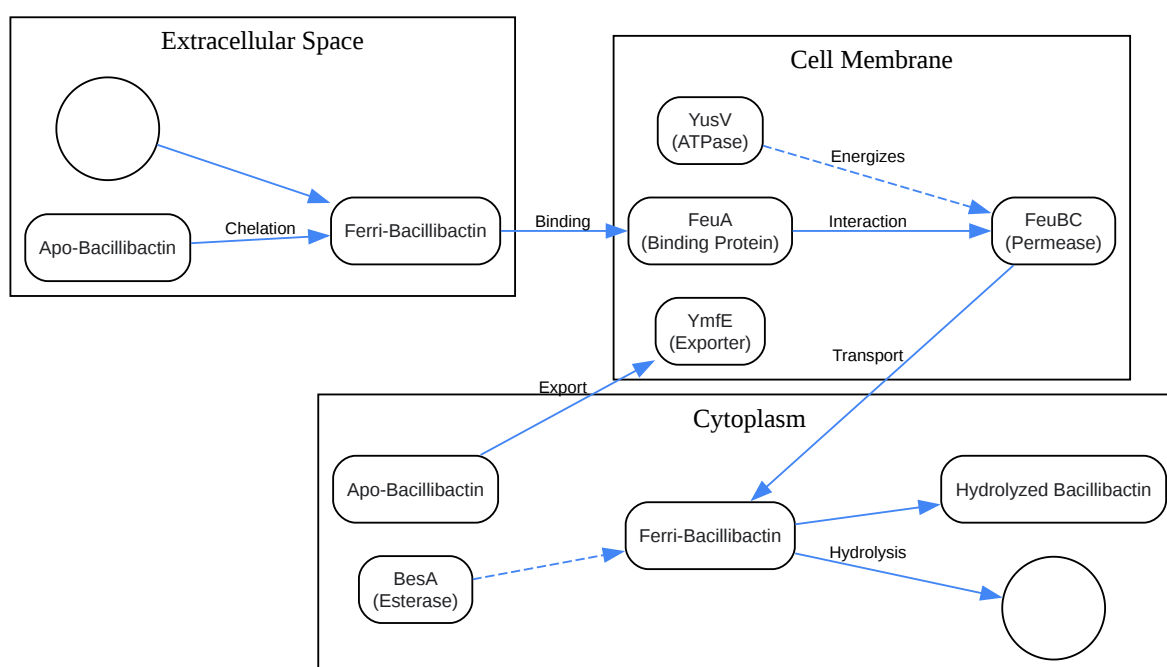 Extracellular Space
Apo-Bacillibactin
Chelation
Ferri-Bacillibactin
Binding
Cell Membrane
YusV
(ATPase)
Energizes
FeuA
(Binding Protein)
Interaction
FeuBC
(Permease)
YmfE
(Exporter)
Transport
Export
Cytoplasm
Apo-Bacillibactin
Ferri-Bacillibactin
Hydrolyzed Bacillibactin
Hydrolysis
BesA
(Esterase)